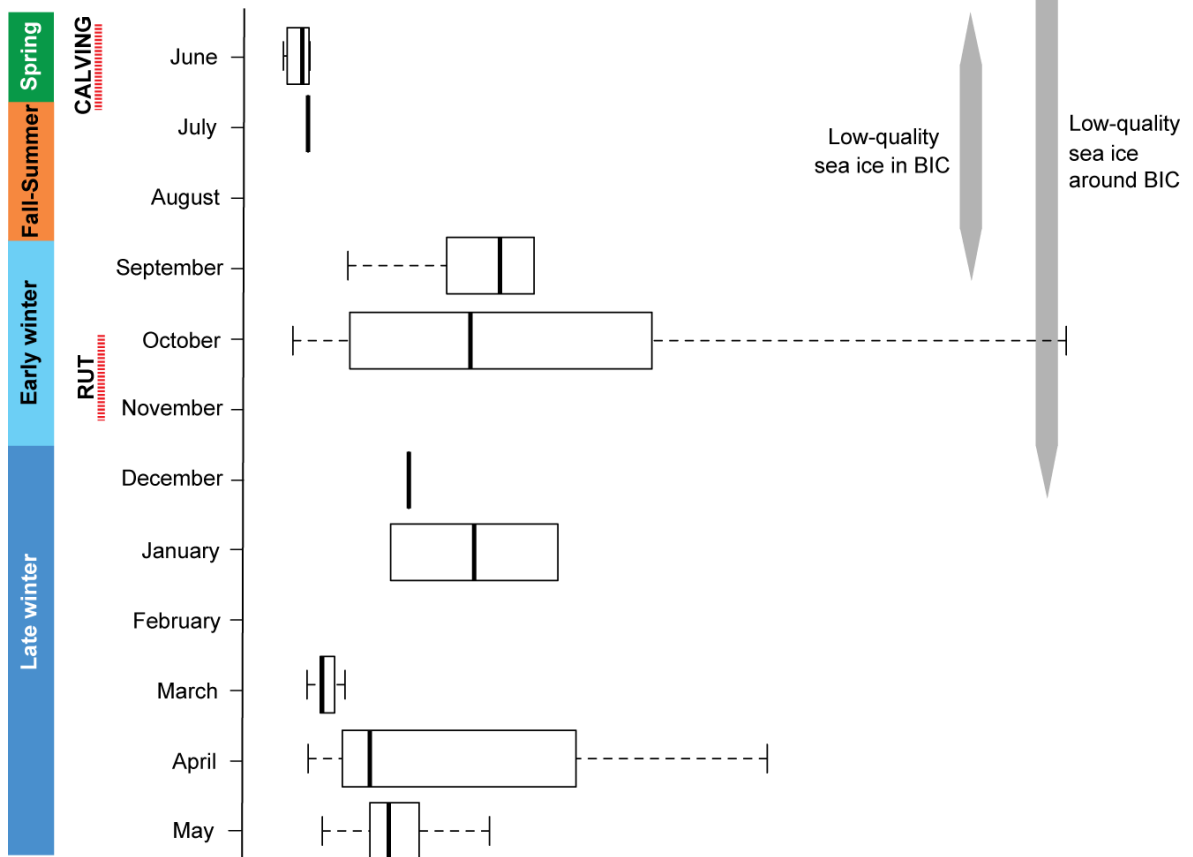 Spring
Fall-Summer
Early winter
Late winter
CALVING
RUT
June
July
August
September
October
November
December
January
February
March
April
May
Low-quality
sea ice in BIC
Low-quality
sea ice
around BIC